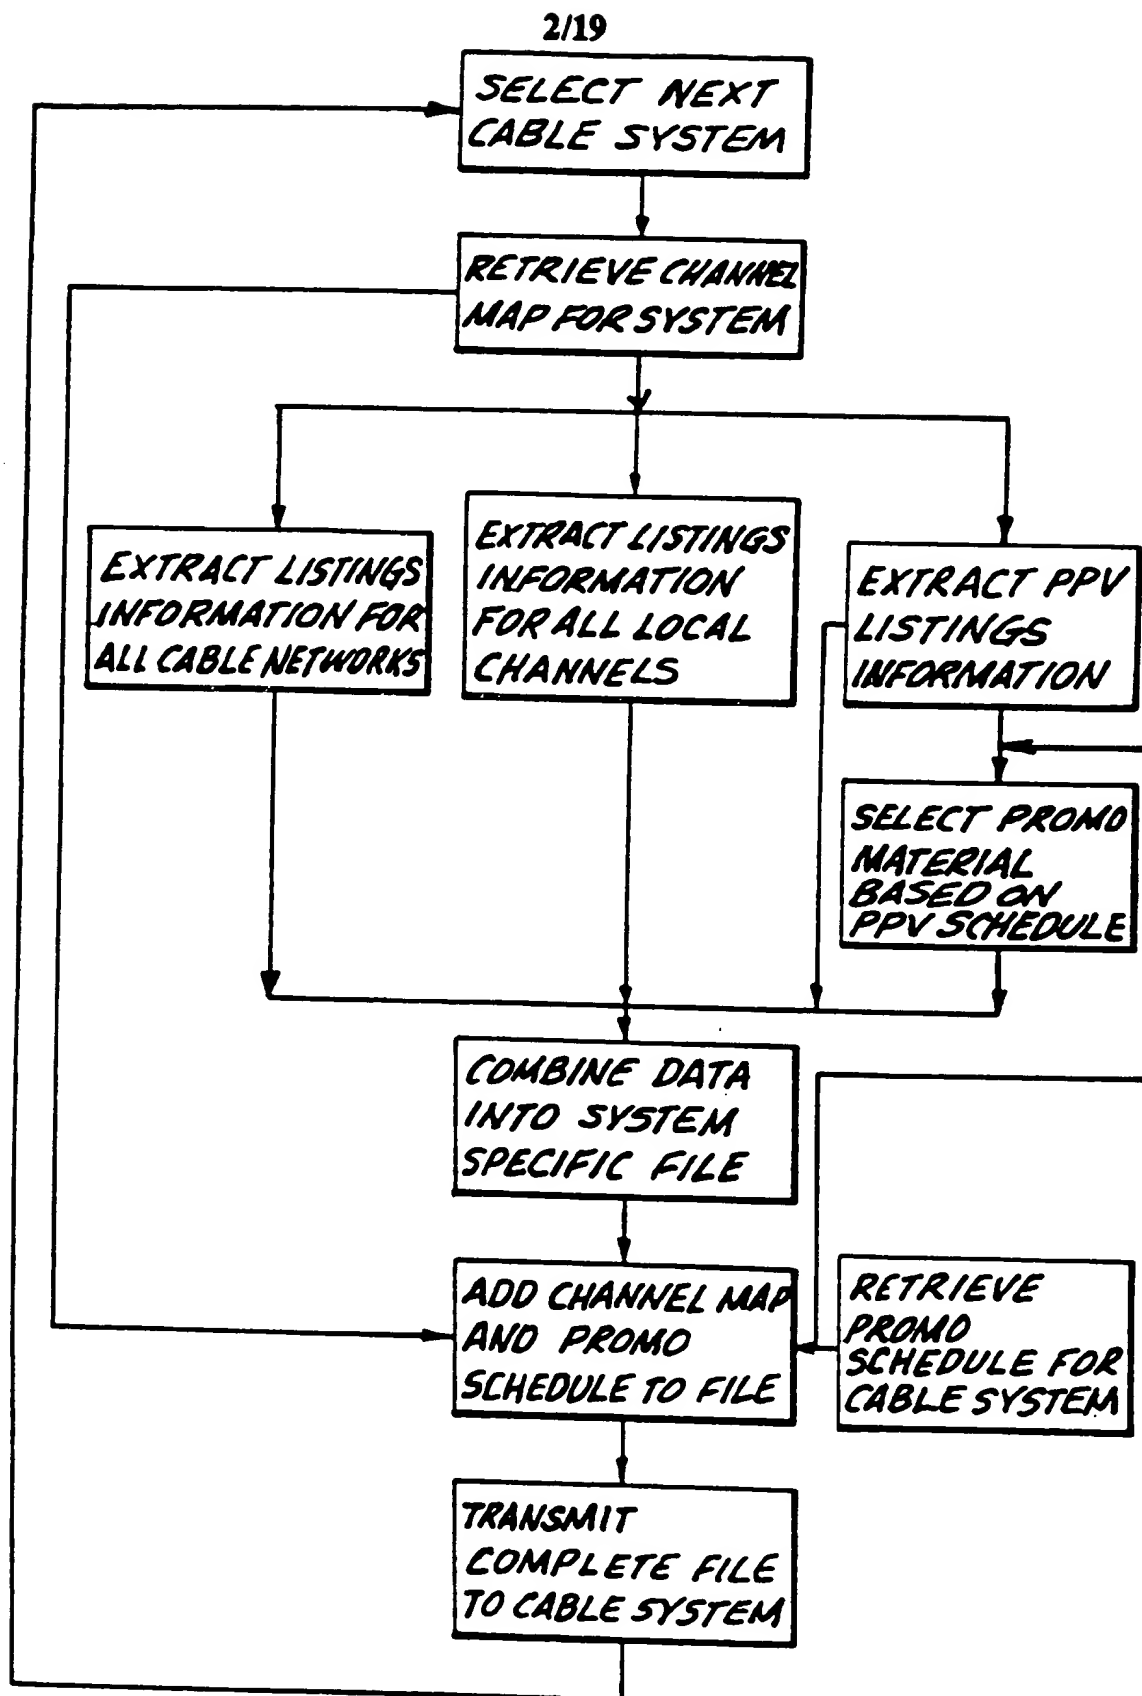 2/19
SELECT NEXT
CABLE SYSTEM
RETRIEVE CHANNEL
MAP FOR SYSTEM
EXTRACT LISTINGS
INFORMATION FOR
ALL CABLE NETWORKS
EXTRACT LISTINGS
INFORMATION
FOR ALL LOCAL
CHANNELS
EXTRACT PPV
LISTINGS
INFORMATION
SELECT PROMO
MATERIAL
BASED ON
PPV SCHEDULE
COMBINE DATA
INTO SYSTEM
SPECIFIC FILE
ADD CHANNEL MAP
AND PROMO
SCHEDULE TO FILE
RETRIEVE
PROMO
SCHEDULE FOR
CABLE SYSTEM
TRANSMIT
COMPLETE FILE
TO CABLE SYSTEM